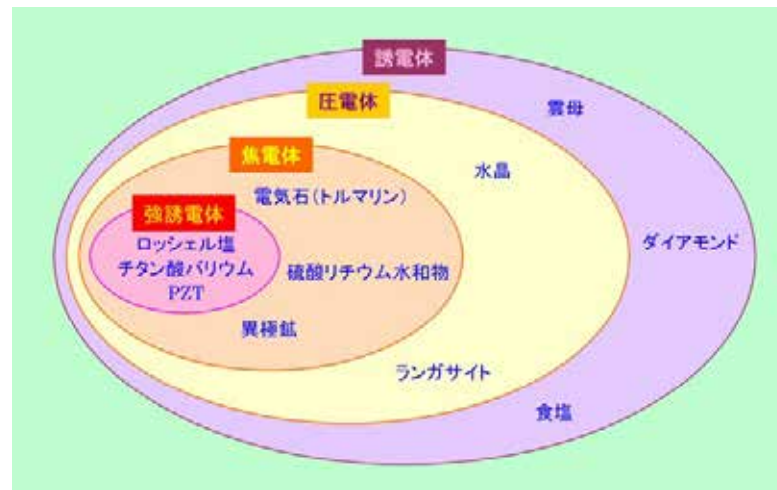 誘電体
圧電体
雲母
焦電体
水晶
電気石(トルマリン)
強誘電体
ロッシェル塩
チタン酸バリウム
PZT
ダイアモンド
硫酸リチウム水和物
異極鉱
ランガサイト
食塩